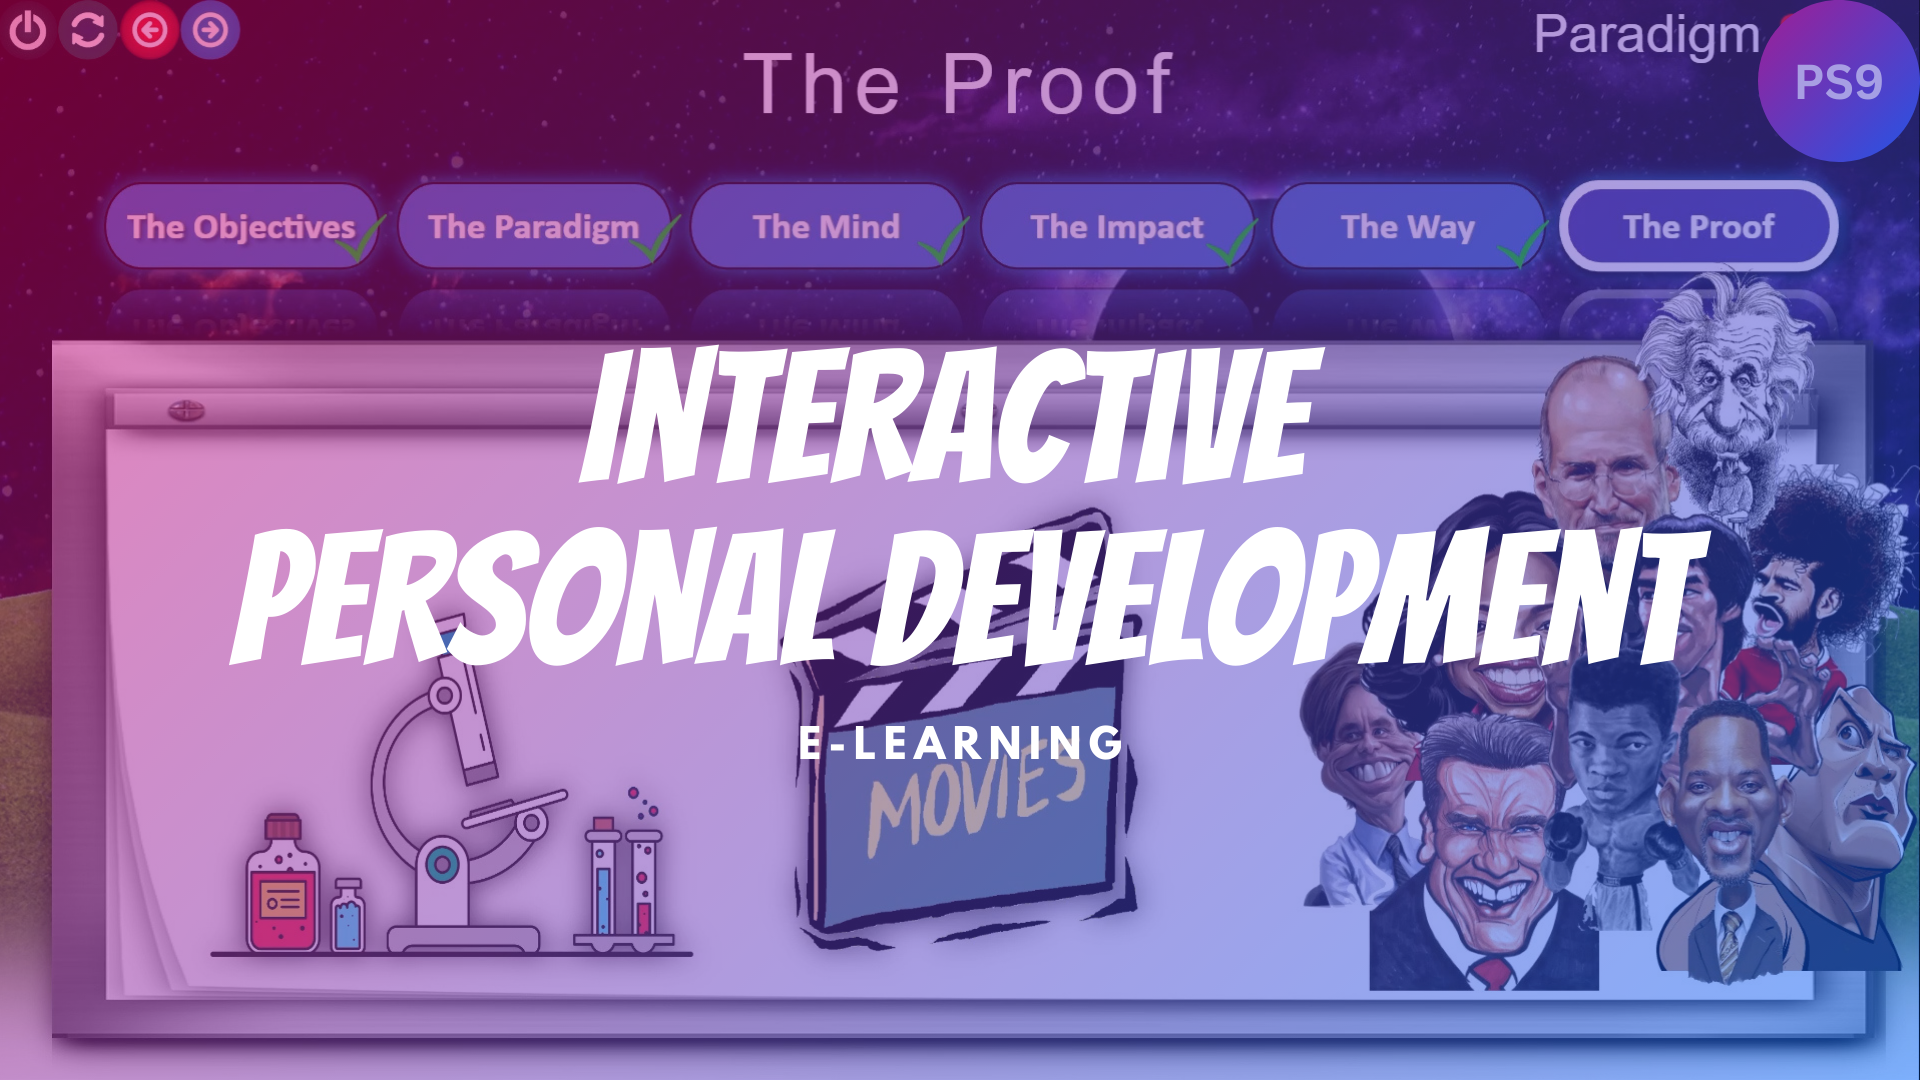 Paradigm
PS9
The Proof
The Objectives
The Paradigm
The Mind
The Impact
The Way
The Proof
INTERACTIVE
PERSONAL DEVELOPMENT
E-LEARNING
MOVIES